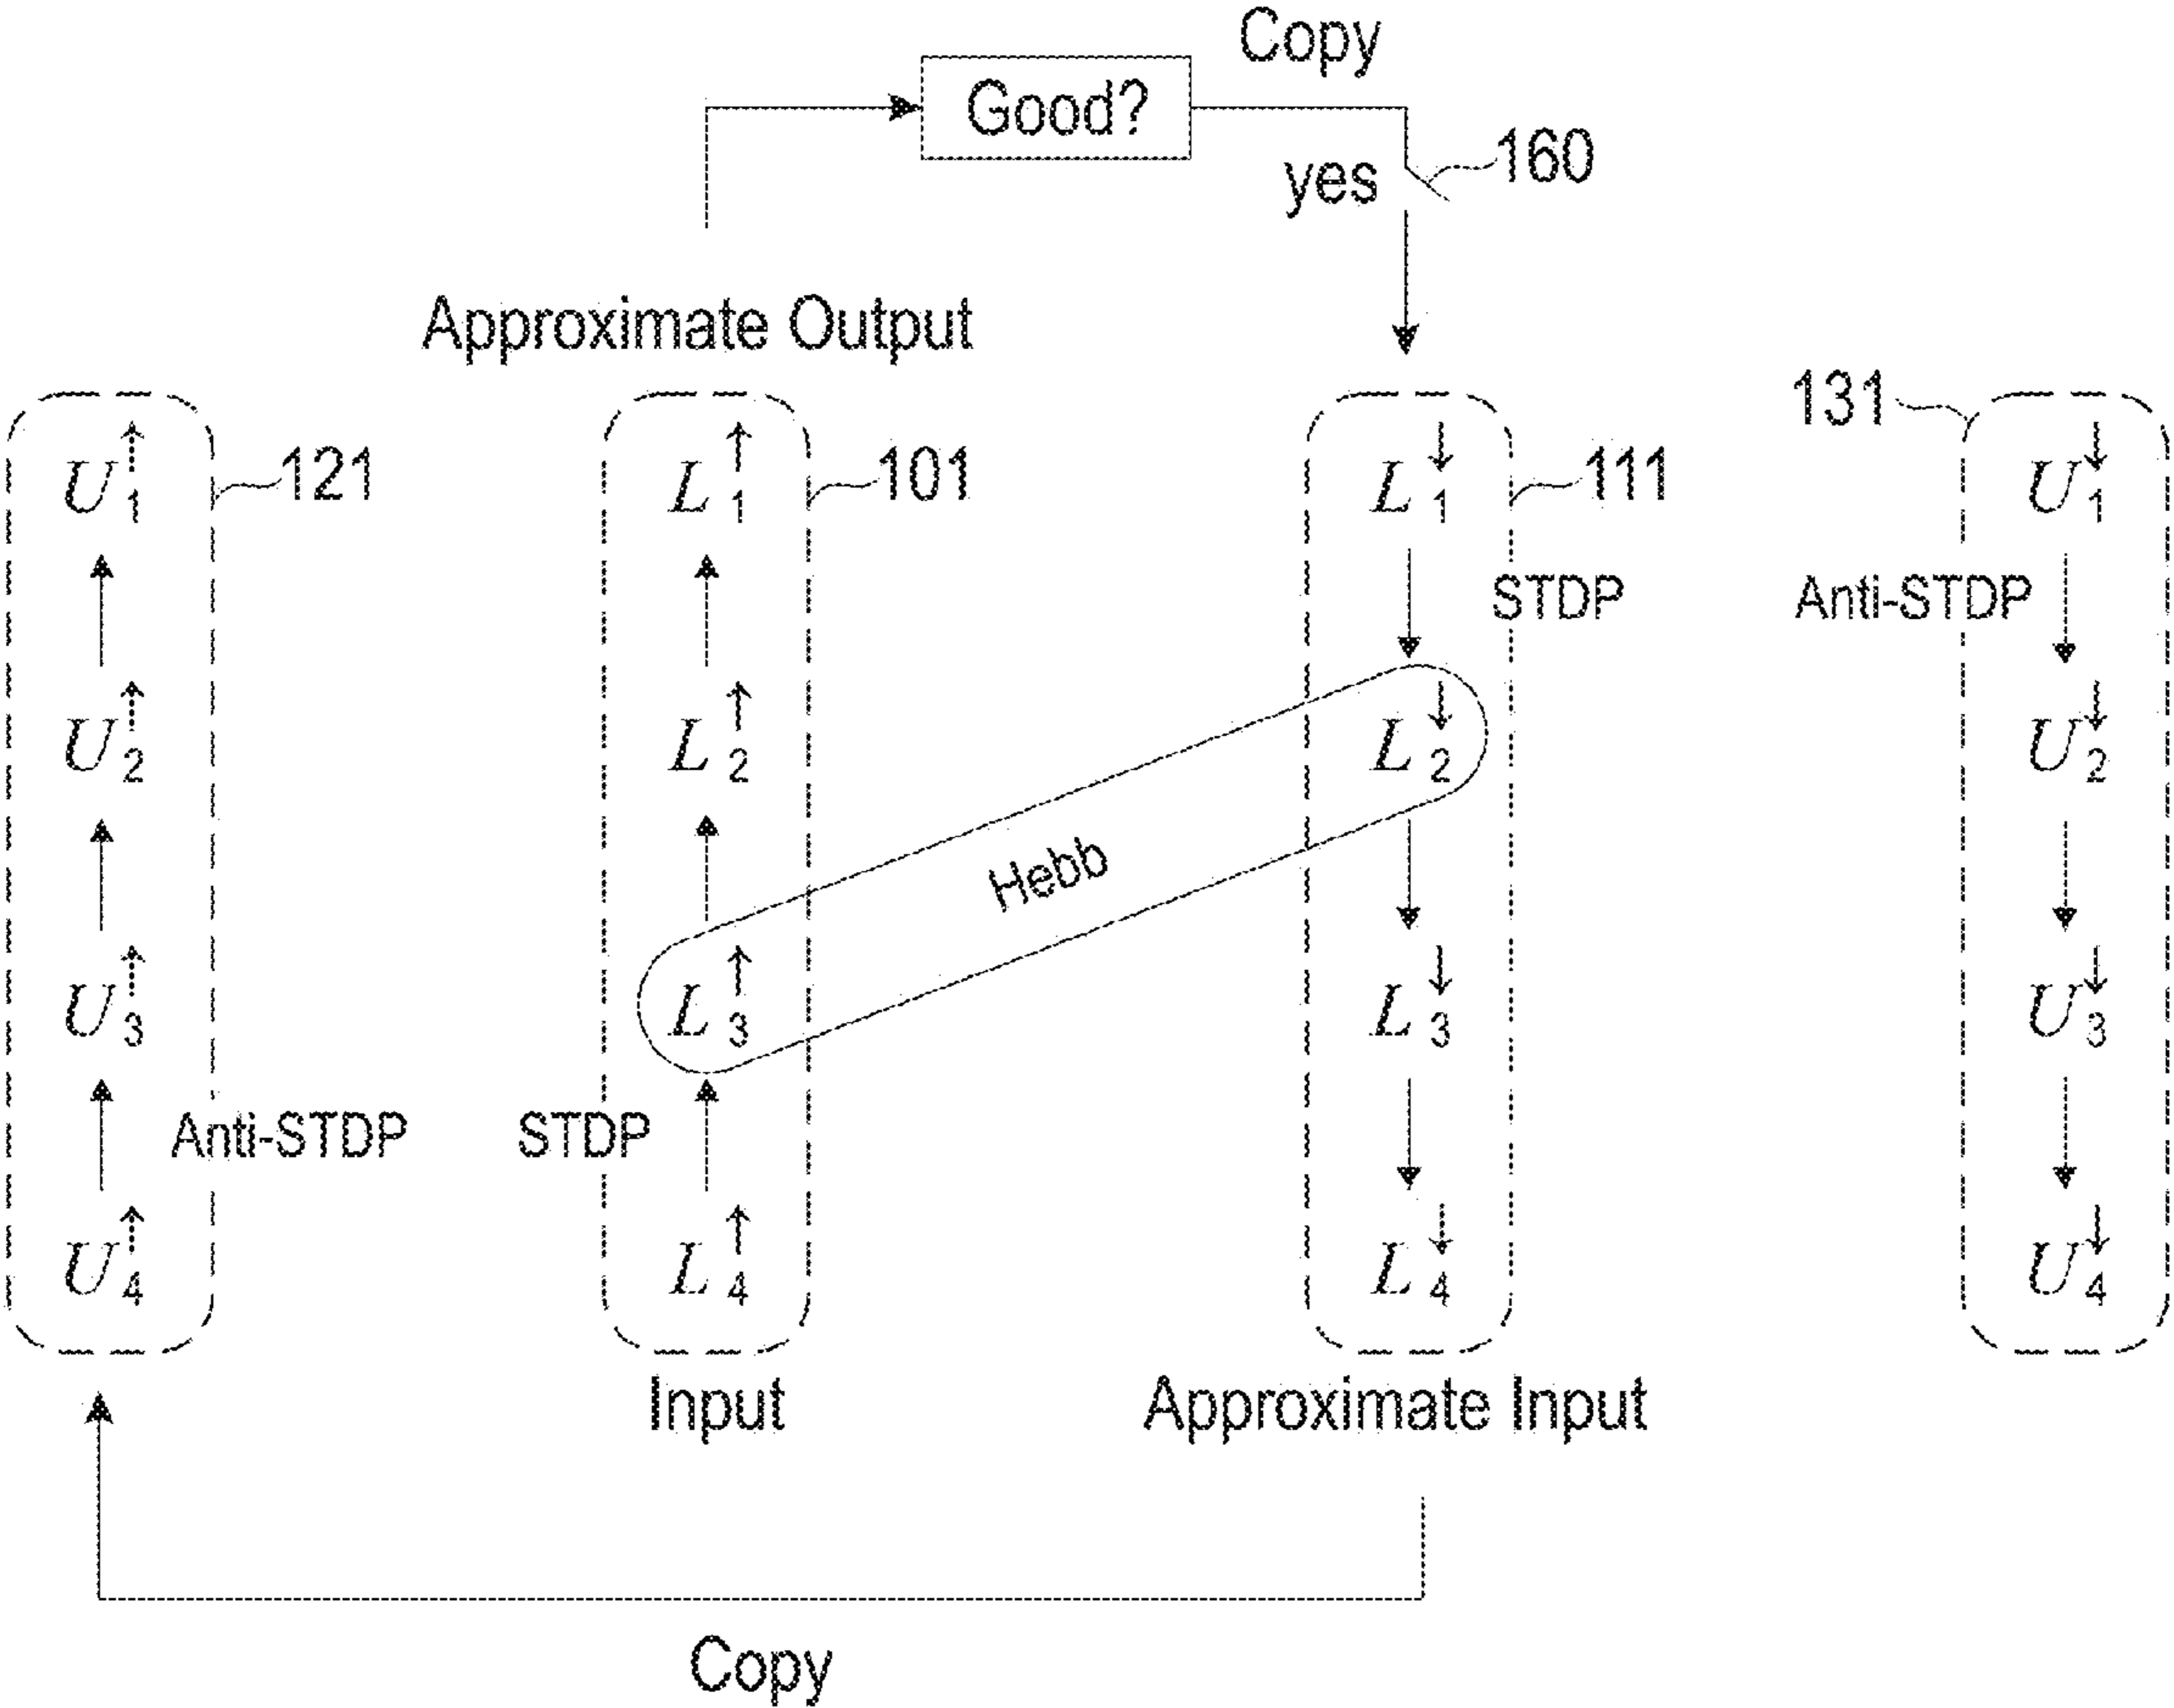 Copy
Good?
yes
160
Approximate Output
131
U↑1
121
L↑1
101
L↓1
111
U↓1
STDP
Anti-STDP
U↑2
L↑2
L↓2
U↓2
Hebb
U↑3
L↑3
L↓3
U↓3
Anti-STDP
STDP
U↑4
L↑4
L↓4
U↓4
Input
Approximate Input
Copy